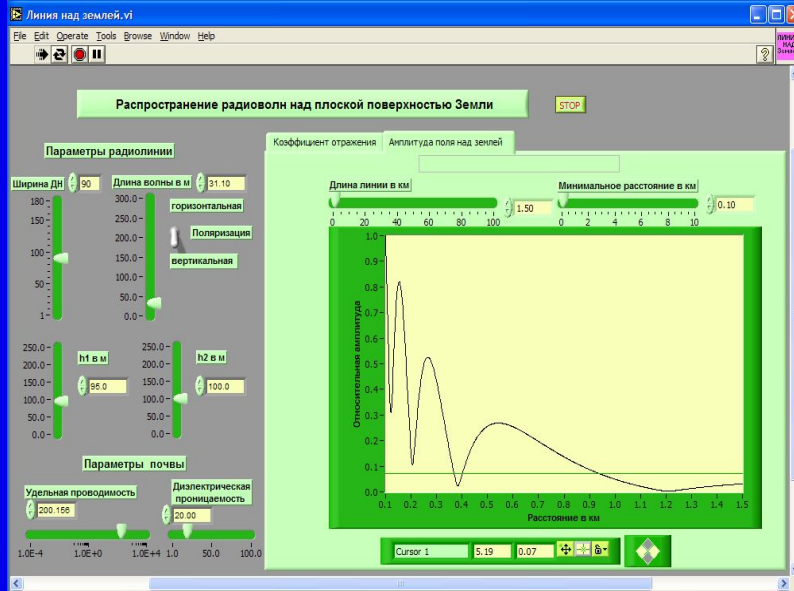 Линия над землей.vi
File Edit Operate Tools Browse Window Help
?
Распространение радиоволн над плоской поверхностью Земли
STOP
Параметры радиолинии
Ширина ДН 90
Длина волны в м 31.10
180
150
100
50
1
300.0
250.0
200.0
150.0
100.0
50.0
0.0
горизонтальная
Поляризация
вертикальная
250.0
200.0
150.0
100.0
50.0
0.0
h1 в м
95.0
250.0
200.0
150.0
100.0
50.0
0.0
h2 в м
100.0
Параметры почвы
Удельная проводимость
200.156
1.0E-4 1.0E+0 1.0E+4
Диэлектрическая
проницаемость
20.00
1.0 50.0 100.0
Коэффициент отражения Амплитуда поля над землей
Длина линии в км
0 20 40 60 80 100
1.50
Минимальное расстояние в км
0 2 4 6 8 10
0.10
Относительная амплитуда
1.0
0.9
0.8
0.7
0.6
0.5
0.4
0.3
0.2
0.1
0.0
0.1 0.2 0.3 0.4 0.5 0.6 0.7 0.8 0.9 1.0 1.1 1.2 1.3 1.4 1.5
Расстояние в км
Cursor 1 5.19 0.07